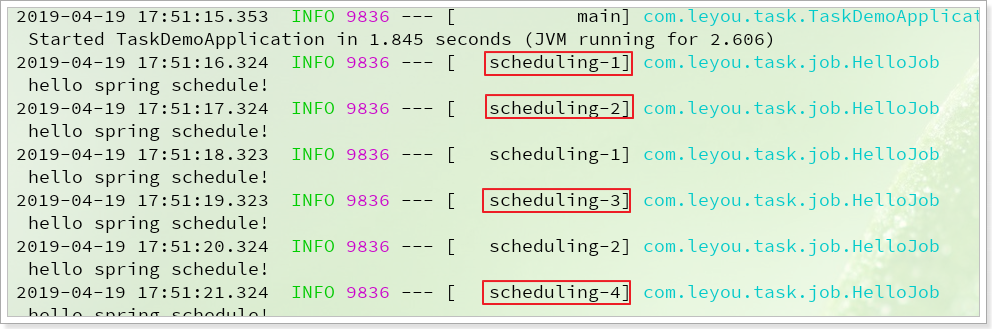 2019-04-19 17:51:15.353  INFO 9836 --- [           main] com.leyou.task.TaskDemoApplicat
 Started TaskDemoApplication in 1.845 seconds (JVM running for 2.606)
2019-04-19 17:51:16.324  INFO 9836 --- [   scheduling-1] com.leyou.task.job.HelloJob
 hello spring schedule!
2019-04-19 17:51:17.324  INFO 9836 --- [   scheduling-2] com.leyou.task.job.HelloJob
 hello spring schedule!
2019-04-19 17:51:18.323  INFO 9836 --- [   scheduling-1] com.leyou.task.job.HelloJob
 hello spring schedule!
2019-04-19 17:51:19.323  INFO 9836 --- [   scheduling-3] com.leyou.task.job.HelloJob
 hello spring schedule!
2019-04-19 17:51:20.324  INFO 9836 --- [   scheduling-2] com.leyou.task.job.HelloJob
 hello spring schedule!
2019-04-19 17:51:21.324  INFO 9836 --- [   scheduling-4] com.leyou.task.job.HelloJob
 hello spring schedule!